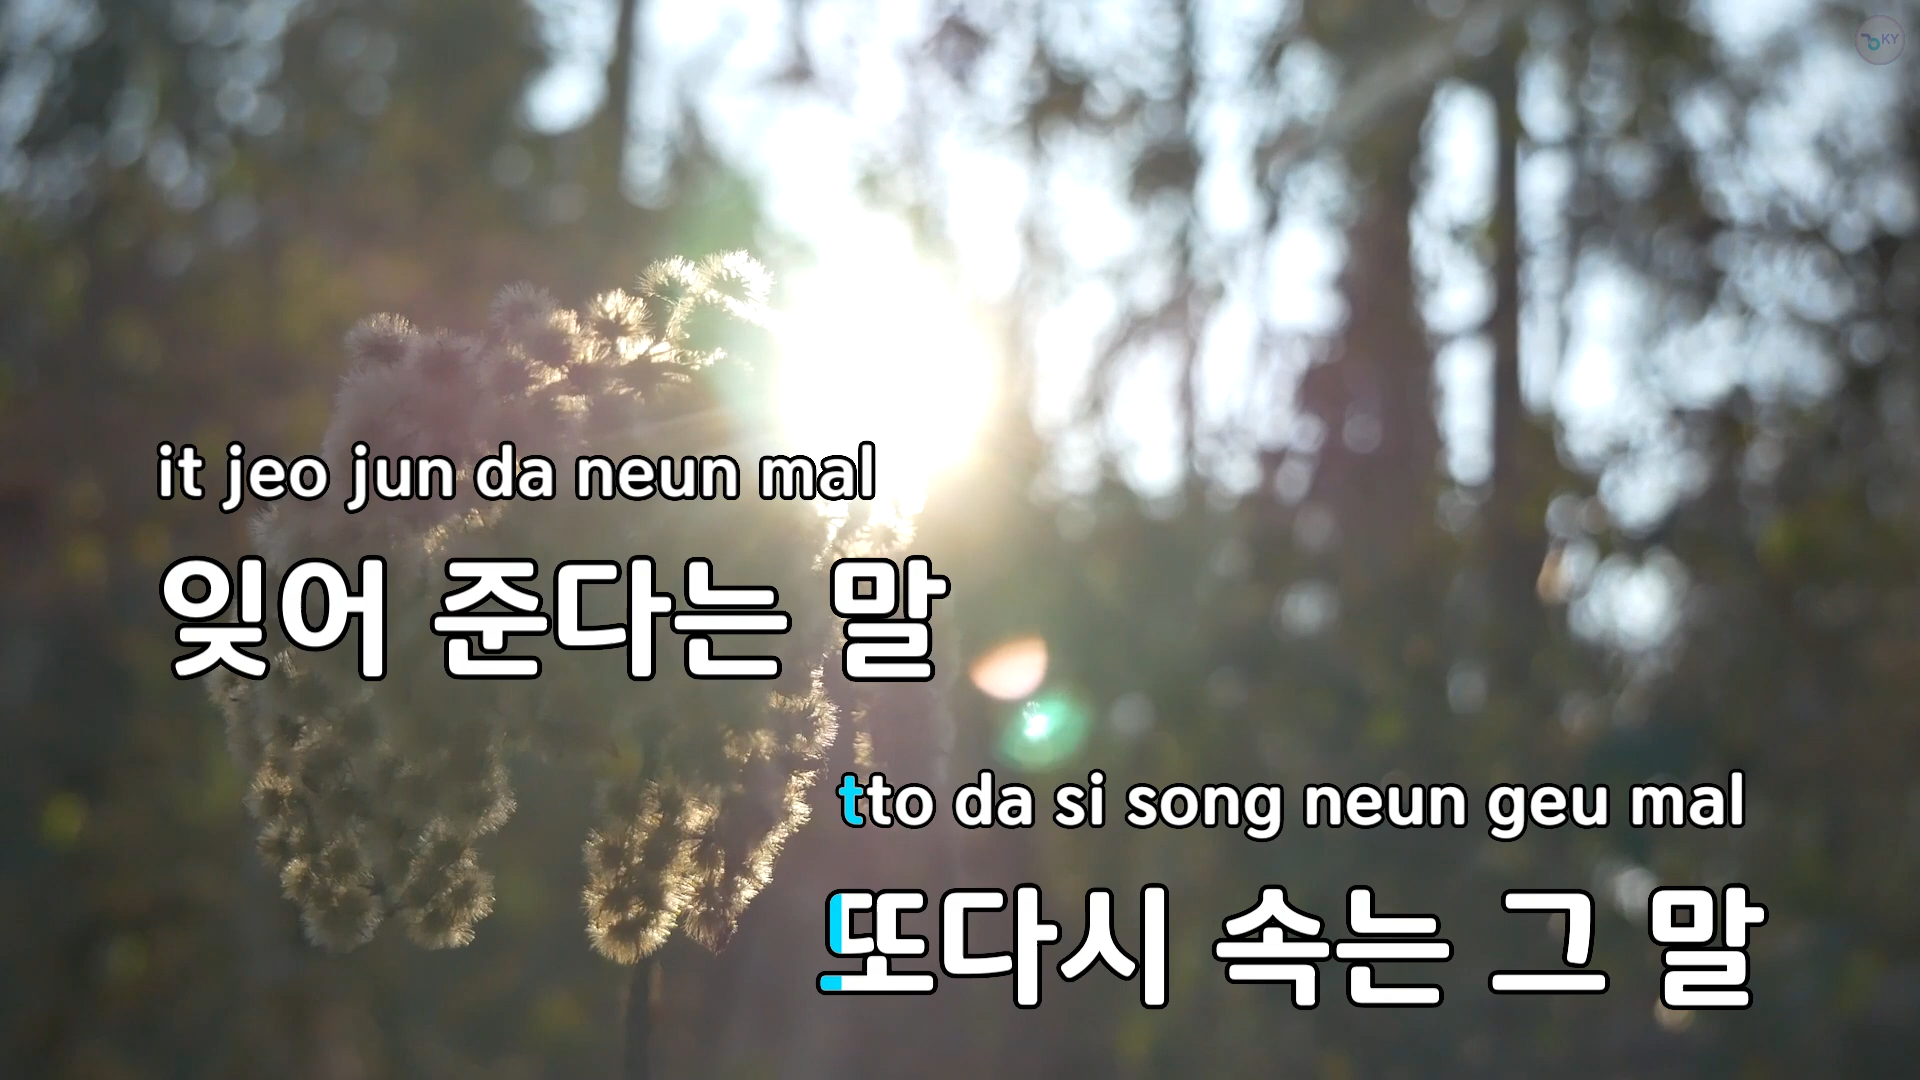 KY
it jeo jun da neun mal
잊어 준다는 말
tto da si song neun geu mal
또다시 속는 그 말